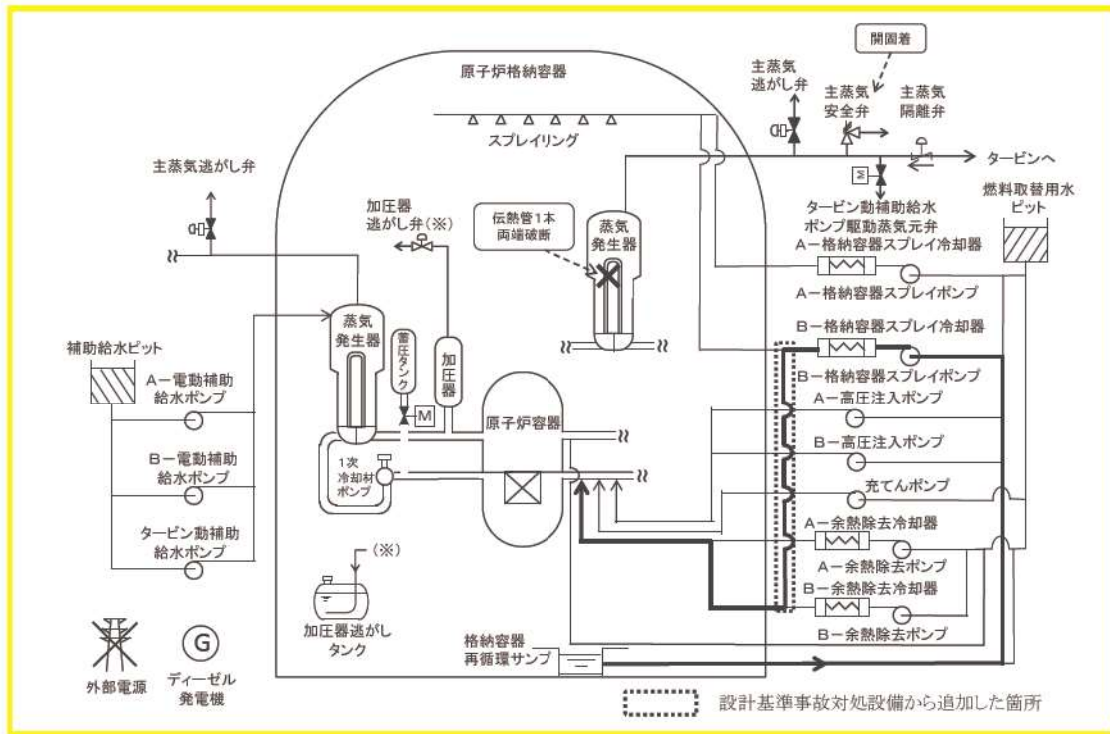 開固着
原子炉格納容器
主蒸気
逃がし弁
主蒸気
安全弁
主蒸気
隔離弁
スプレイリング
タービンへ
主蒸気逃がし弁
加圧器
逃がし弁(※)
伝熱管1本
両端破断
蒸気
発生器
M
タービン動補助給水
ポンプ駆動蒸気元弁
燃料取替用水
ピット
A-格納容器スプレイ冷却器
A-格納容器スプレイポンプ
蒸気
発生器
蓄圧タンク
加圧器
M
B-格納容器スプレイ冷却器
B-格納容器スプレイポンプ
補助給水ピット
A-電動補助
給水ポンプ
原子炉容器
A-高圧注入ポンプ
B-高圧注入ポンプ
B-電動補助
給水ポンプ
1次
冷却材
ポンプ
充てんポンプ
A-余熱除去冷却器
A-余熱除去ポンプ
タービン動補助
給水ポンプ
(※)
B-余熱除去冷却器
B-余熱除去ポンプ
加圧器逃がし
タンク
格納容器
再循環サンプ
G
外部電源
ディーゼル
発電機
設計基準事故対処設備から追加した箇所